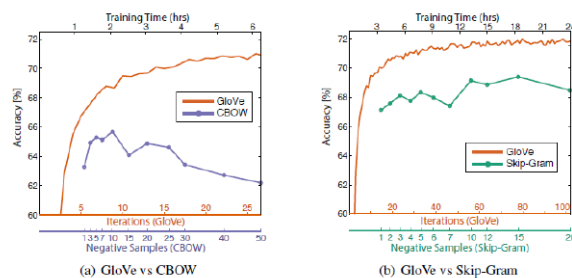 Training Time (hrs)
1 2 3 4 5 6
Accuracy [%]
72
70
68
66
64
62
60
GloVe
CBOW
5 10 15 20 25
Iterations (GloVe)
1 3 5 7 10 15 20 25 30 40 50
Negative Samples (CBOW)
(a) GloVe vs CBOW
Training Time (hrs)
3 6 9 12 15 18 21 24
Accuracy [%]
72
70
68
66
64
62
60
GloVe
Skip-Gram
20 40 60 80 100
Iterations (GloVe)
1 2 3 4 5 6 7 10 12 15 20
Negative Samples (Skip-Gram)
(b) GloVe vs Skip-Gram